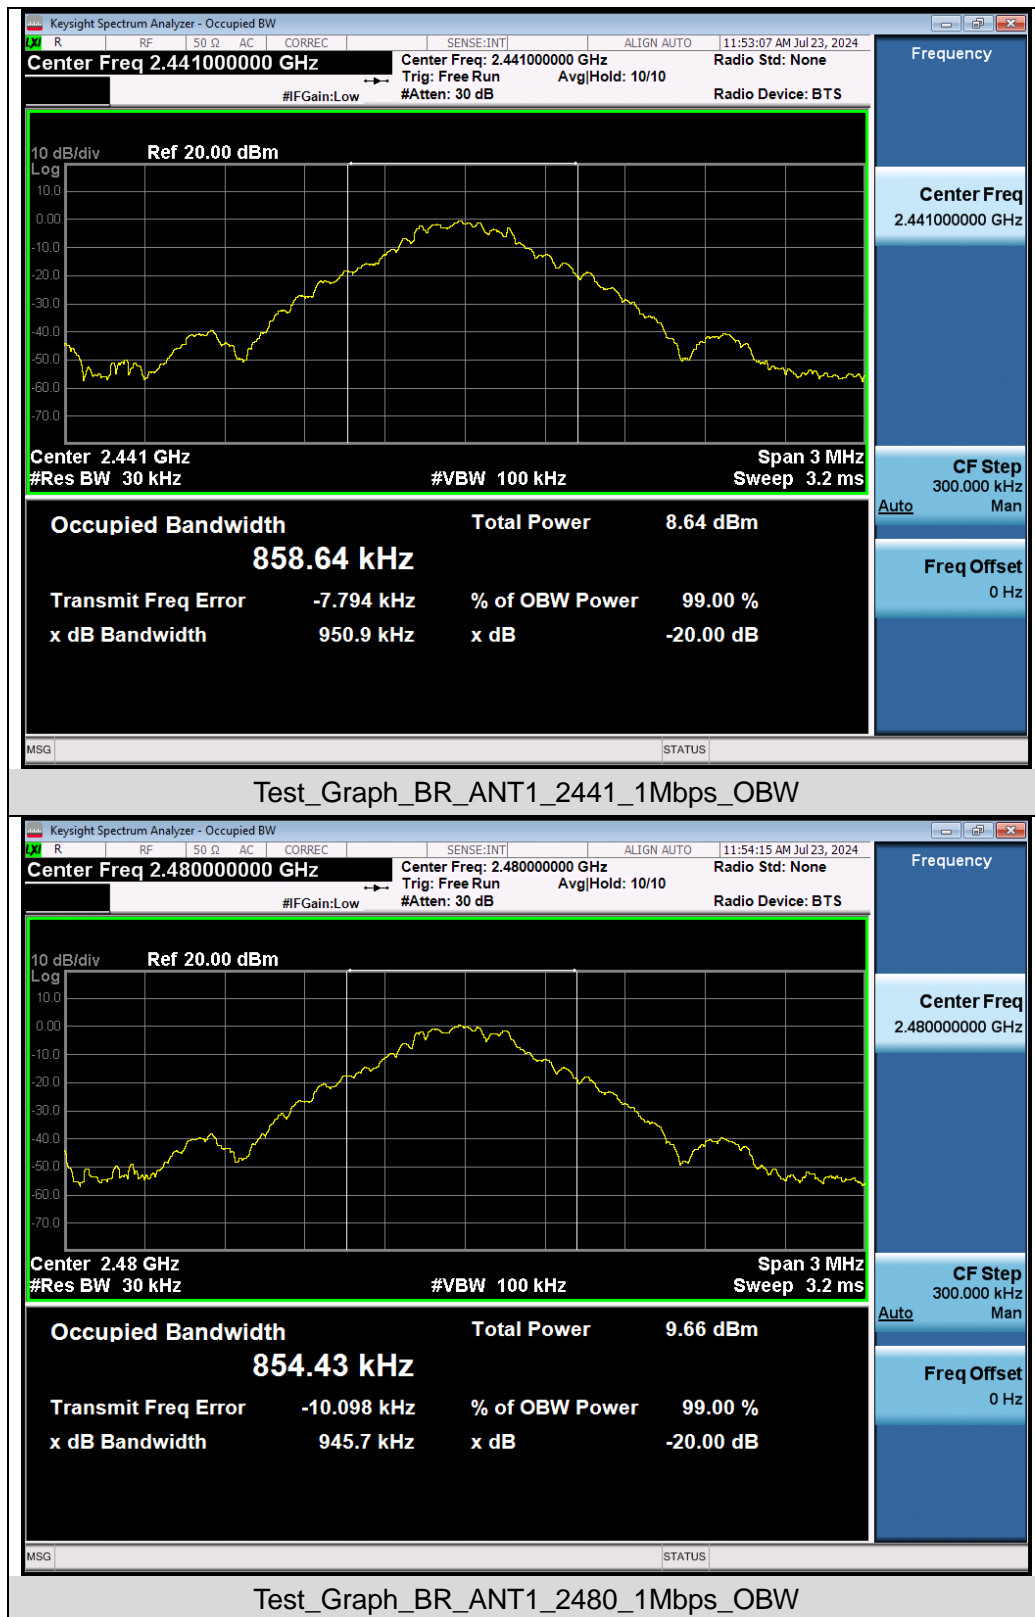 Keysight Spectrum Analyzer - Occupied BW
LXI R RF 50 Ω AC CORREC SENSE:INT ALIGN AUTO 11:53:07 AM Jul 23, 2024
Center Freq 2.441000000 GHz
Center Freq: 2.441000000 GHz Radio Std: None
Trig: Free Run Avg|Hold: 10/10
#IFGain:Low #Atten: 30 dB Radio Device: BTS
10 dB/div Ref 20.00 dBm
Log
10.0
0.00
-10.0
-20.0
-30.0
-40.0
-50.0
-60.0
-70.0
Center 2.441 GHz Span 3 MHz
#Res BW 30 kHz #VBW 100 kHz Sweep 3.2 ms
Occupied Bandwidth Total Power 8.64 dBm
858.64 kHz
Transmit Freq Error -7.794 kHz % of OBW Power 99.00 %
x dB Bandwidth 950.9 kHz x dB -20.00 dB
MSG STATUS
Frequency
Center Freq
2.441000000 GHz
CF Step
300.000 kHz
Auto Man
Freq Offset
0 Hz
Test_Graph_BR_ANT1_2441_1Mbps_OBW
Keysight Spectrum Analyzer - Occupied BW
LXI R RF 50 Ω AC CORREC SENSE:INT ALIGN AUTO 11:54:15 AM Jul 23, 2024
Center Freq 2.480000000 GHz
Center Freq: 2.480000000 GHz Radio Std: None
Trig: Free Run Avg|Hold: 10/10
#IFGain:Low #Atten: 30 dB Radio Device: BTS
10 dB/div Ref 20.00 dBm
Log
10.0
0.00
-10.0
-20.0
-30.0
-40.0
-50.0
-60.0
-70.0
Center 2.48 GHz Span 3 MHz
#Res BW 30 kHz #VBW 100 kHz Sweep 3.2 ms
Occupied Bandwidth Total Power 9.66 dBm
854.43 kHz
Transmit Freq Error -10.098 kHz % of OBW Power 99.00 %
x dB Bandwidth 945.7 kHz x dB -20.00 dB
MSG STATUS
Frequency
Center Freq
2.480000000 GHz
CF Step
300.000 kHz
Auto Man
Freq Offset
0 Hz
Test_Graph_BR_ANT1_2480_1Mbps_OBW